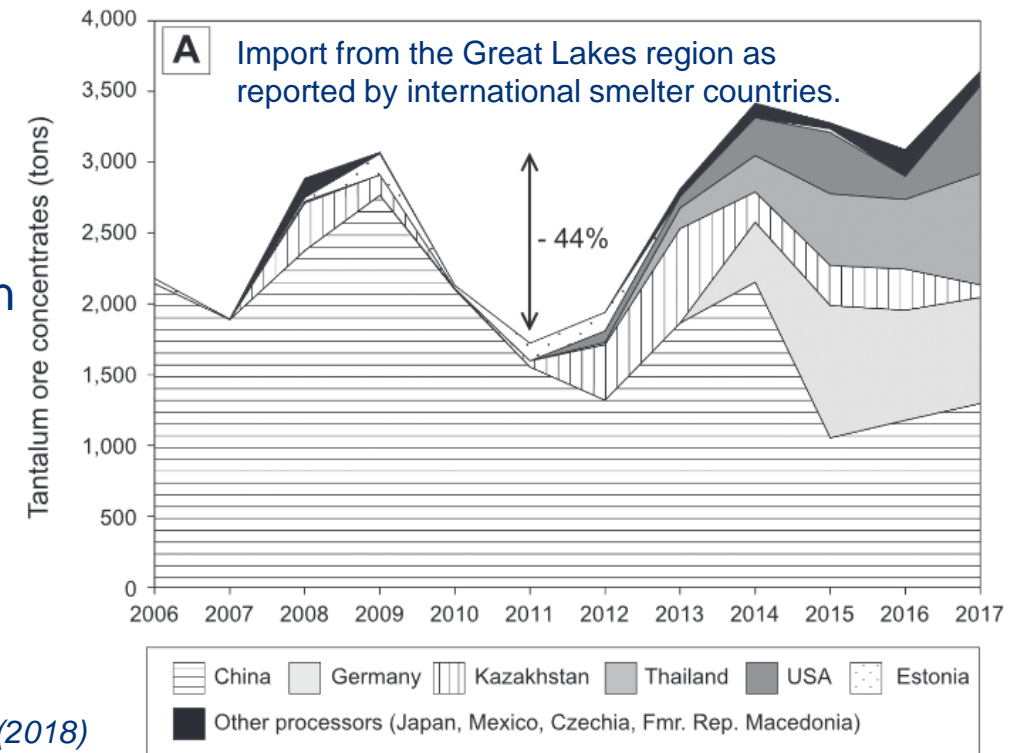 4,000
A
Import from the Great Lakes region as
reported by international smelter countries.
3,500
3,000
2,500
2,000
1,500
1,000
500
0
Tantalum ore concentrates (tons)
- 44%
n
2006 2007 2008 2009 2010 2011 2012 2013 2014 2015 2016 2017
China Germany Kazakhstan Thailand USA Estonia
Other processors (Japan, Mexico, Czechia, Fmr. Rep. Macedonia)
(2018)